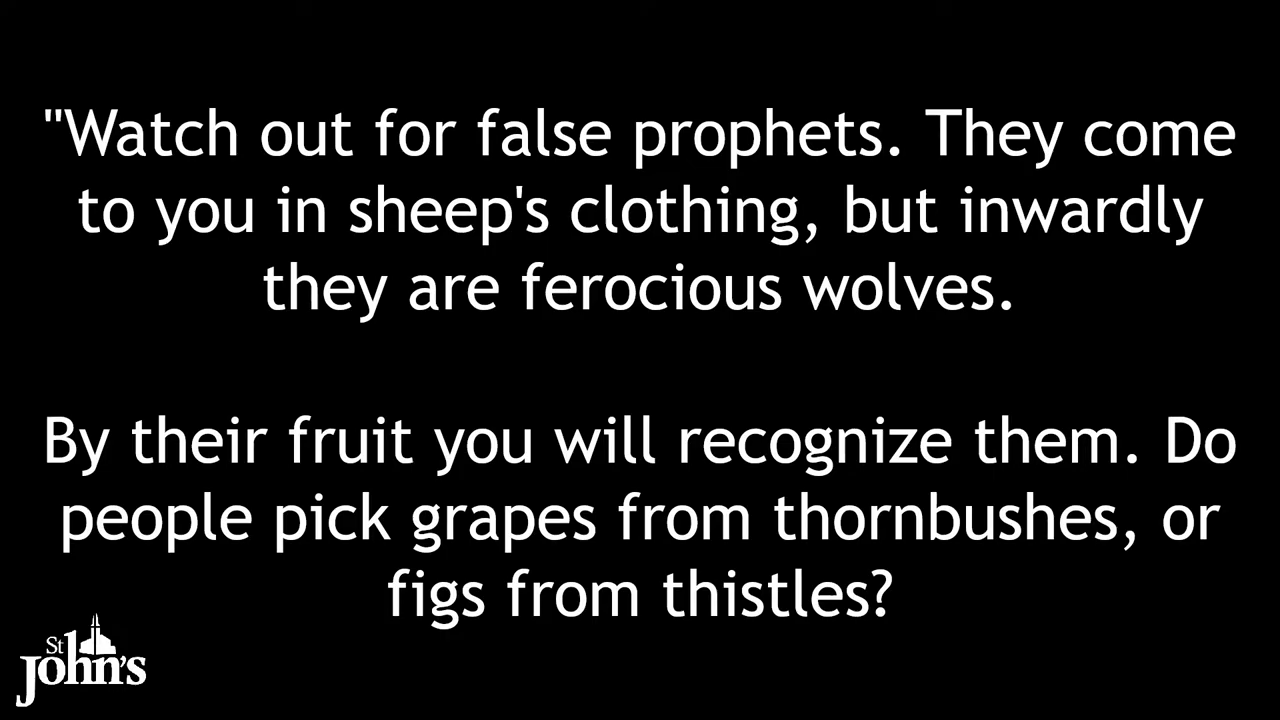 "Watch out for false prophets. They come
to you in sheep's clothing, but inwardly
they are ferocious wolves.
By their fruit you will recognize them. Do
people pick grapes from thornbushes, or
figs from thistles?
St
John's